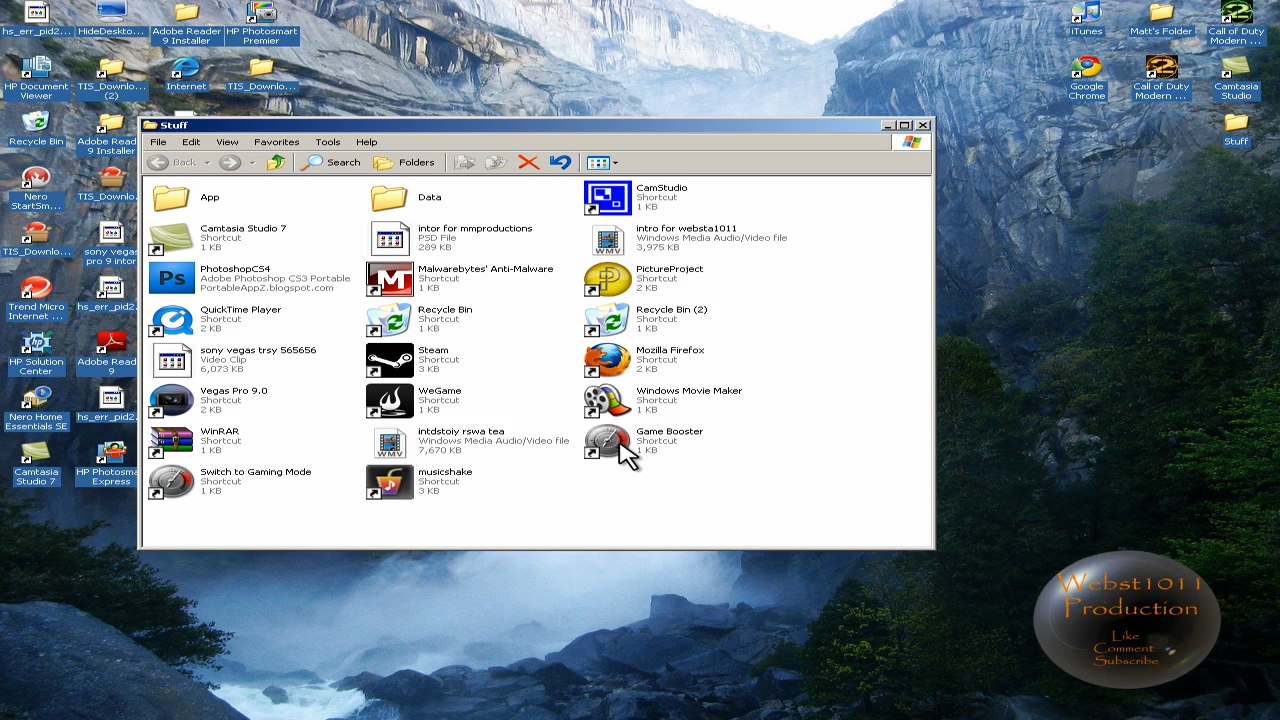 hs_err_pid2...
HideDeskto...
Adobe Reader
9 Installer
HP Photosmart
Premier
iTunes
Matt's Folder
Call of Duty
Modern ...
HP Document
Viewer
TIS_Downlo...
(2)
Internet
TIS_Downlo...
Google
Chrome
Call of Duty
Modern ...
Camtasia
Studio
Recycle Bin
Adobe Read
9 Installer
Stuff
Nero
StartSm...
TIS_Downlo
TIS_Downlo...
sony vegas
pro 9 intor
Trend Micro
Internet ...
hs_err_pid2.
HP Solution
Center
Adobe Read
9
Nero Home
Essentials SE
hs_err_pid2.
Camtasia
Studio 7
HP Photosma
Express
Stuff
File Edit View Favorites Tools Help
Back Search Folders
App
Data
CamStudio
Shortcut
1 KB
Camtasia Studio 7
Shortcut
1 KB
intor for mmproductions
PSD File
289 KB
intro for websta1011
Windows Media Audio/Video file
3,975 KB
WMV
Ps
PhotoshopCS4
Adobe Photoshop CS3 Portable
PortableAppZ.blogspot.com
Malwarebytes' Anti-Malware
Shortcut
1 KB
PictureProject
Shortcut
2 KB
QuickTime Player
Shortcut
2 KB
Recycle Bin
Shortcut
1 KB
Recycle Bin (2)
Shortcut
1 KB
sony vegas trsy 565656
Video Clip
6,073 KB
Steam
Shortcut
3 KB
Mozilla Firefox
Shortcut
2 KB
Vegas Pro 9.0
Shortcut
2 KB
WeGame
Shortcut
1 KB
Windows Movie Maker
Shortcut
1 KB
WinRAR
Shortcut
1 KB
intdstoiy rswa tea
Windows Media Audio/Video file
7,670 KB
WMV
Game Booster
Shortcut
1 KB
Switch to Gaming Mode
Shortcut
1 KB
musicshake
Shortcut
3 KB
Webst1011
Production
Like
Comment
Subscribe